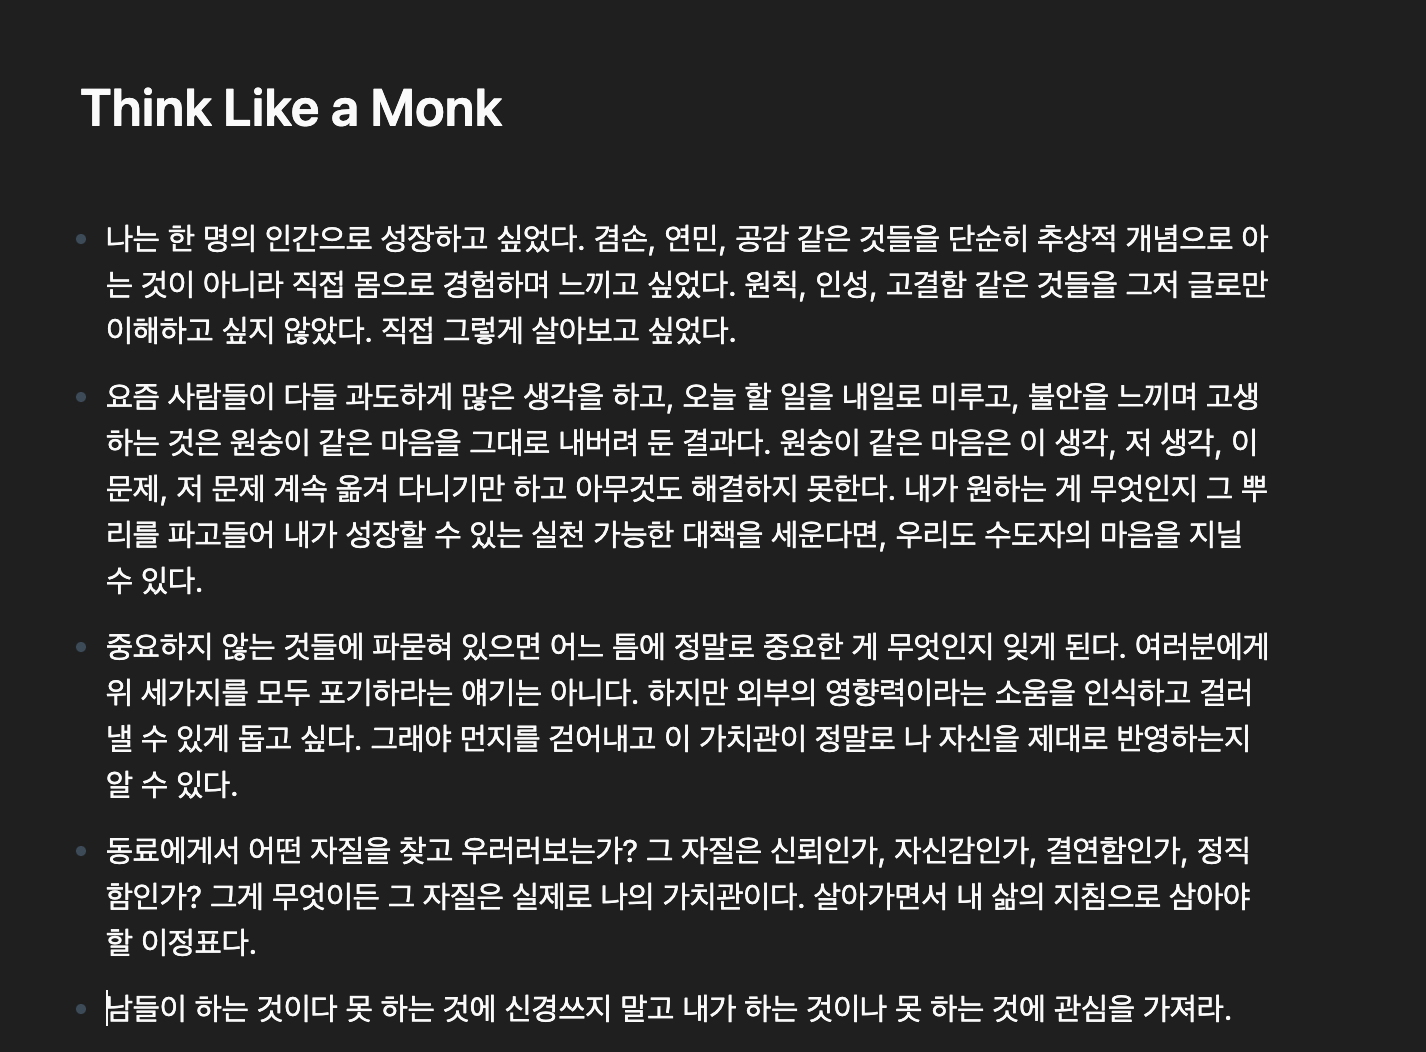 Think Like a Monk
나는 한 명의 인간으로 성장하고 싶었다. 겸손, 연민, 공감 같은 것들을 단순히 추상적 개념으로 아
는 것이 아니라 직접 몸으로 경험하며 느끼고 싶었다. 원칙, 인성, 고결함 같은 것들을 그저 글로만
이해하고 싶지 않았다. 직접 그렇게 살아보고 싶었다.
요즘 사람들이 다들 과도하게 많은 생각을 하고, 오늘 할 일을 내일로 미루고, 불안을 느끼며 고생
하는 것은 원숭이 같은 마음을 그대로 내버려 둔 결과다. 원숭이 같은 마음은 이 생각, 저 생각, 이
문제, 저 문제 계속 옮겨 다니기만 하고 아무것도 해결하지 못한다. 내가 원하는 게 무엇인지 그 뿌
리를 파고들어 내가 성장할 수 있는 실천 가능한 대책을 세운다면, 우리도 수도자의 마음을 지닐
수 있다.
중요하지 않는 것들에 파묻혀 있으면 어느 틈에 정말로 중요한 게 무엇인지 잊게 된다. 여러분에게
위 세가지를 모두 포기하라는 얘기는 아니다. 하지만 외부의 영향력이라는 소움을 인식하고 걸러
낼 수 있게 돕고 싶다. 그래야 먼지를 걷어내고 이 가치관이 정말로 나 자신을 제대로 반영하는지
알 수 있다.
동료에게서 어떤 자질을 찾고 우러러보는가? 그 자질은 신뢰인가, 자신감인가, 결연함인가, 정직
함인가? 그게 무엇이든 그 자질은 실제로 나의 가치관이다. 살아가면서 내 삶의 지침으로 삼아야
할 이정표다.
남들이 하는 것이다 못 하는 것에 신경쓰지 말고 내가 하는 것이나 못 하는 것에 관심을 가져라.